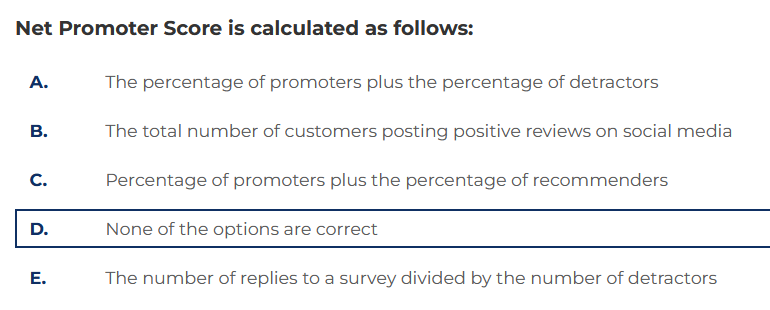 Net Promoter Score is calculated as follows:
A. The percentage of promoters plus the percentage of detractors
B. The total number of customers posting positive reviews on social media
C. Percentage of promoters plus the percentage of recommenders
D. None of the options are correct
E. The number of replies to a survey divided by the number of detractors